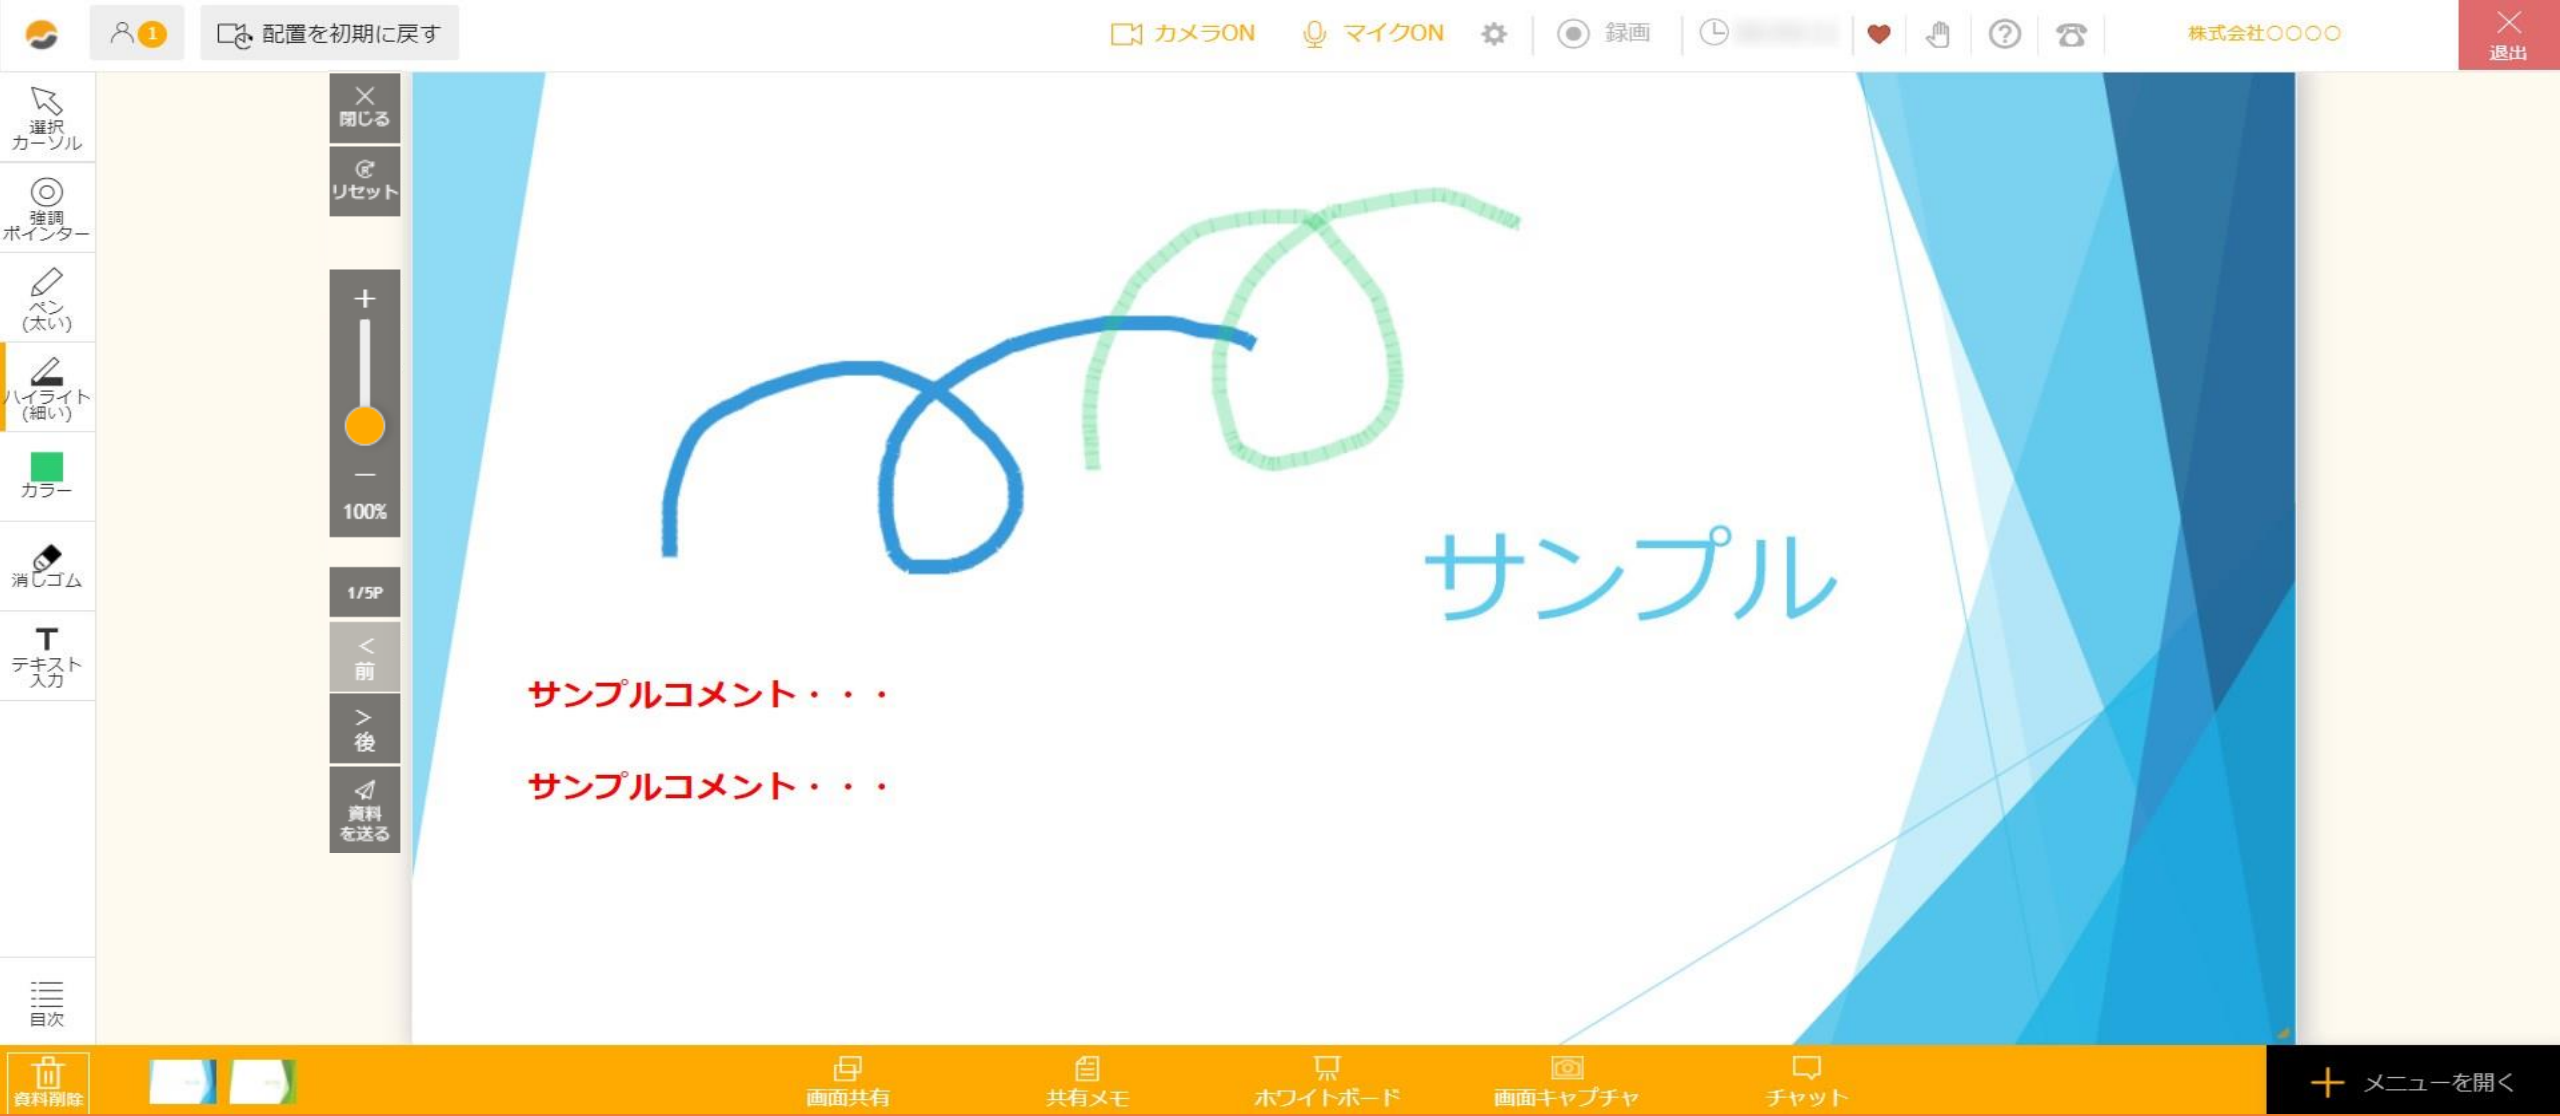 1
配置を初期に戻す
カメラON
マイクON
録画
株式会社〇〇〇〇
退出
選択
カーソル
強調
ポインター
ペン
(太い)
ハイライト
(細い)
カラー
消しゴム
T
テキスト
入力
目次
閉じる
リセット
100%
1/5P
前
後
資料
を送る
サンプル
サンプルコメント・・・
サンプルコメント・・・
資料削除
画面共有
共有メモ
ホワイトボード
画面キャプチャ
チャット
メニューを開く